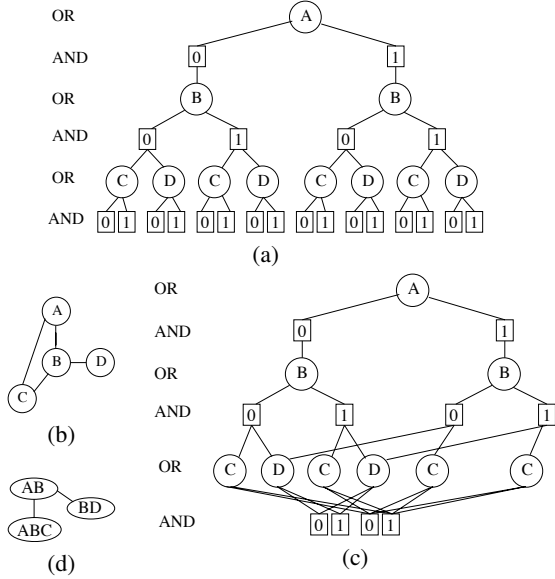 OR A
AND 0 1
OR B B
AND 0 1 0 1
OR C D C D C D C D
AND 0 1 0 1 0 1 0 1 0 1 0 1 0 1 0 1
(a)
A
B D
C
(b)
AB
BD
ABC
(d)
OR A
AND 0 1
OR B B
AND 0 1 0 1
OR C D C D C C
AND 0 1 0 1
(c)